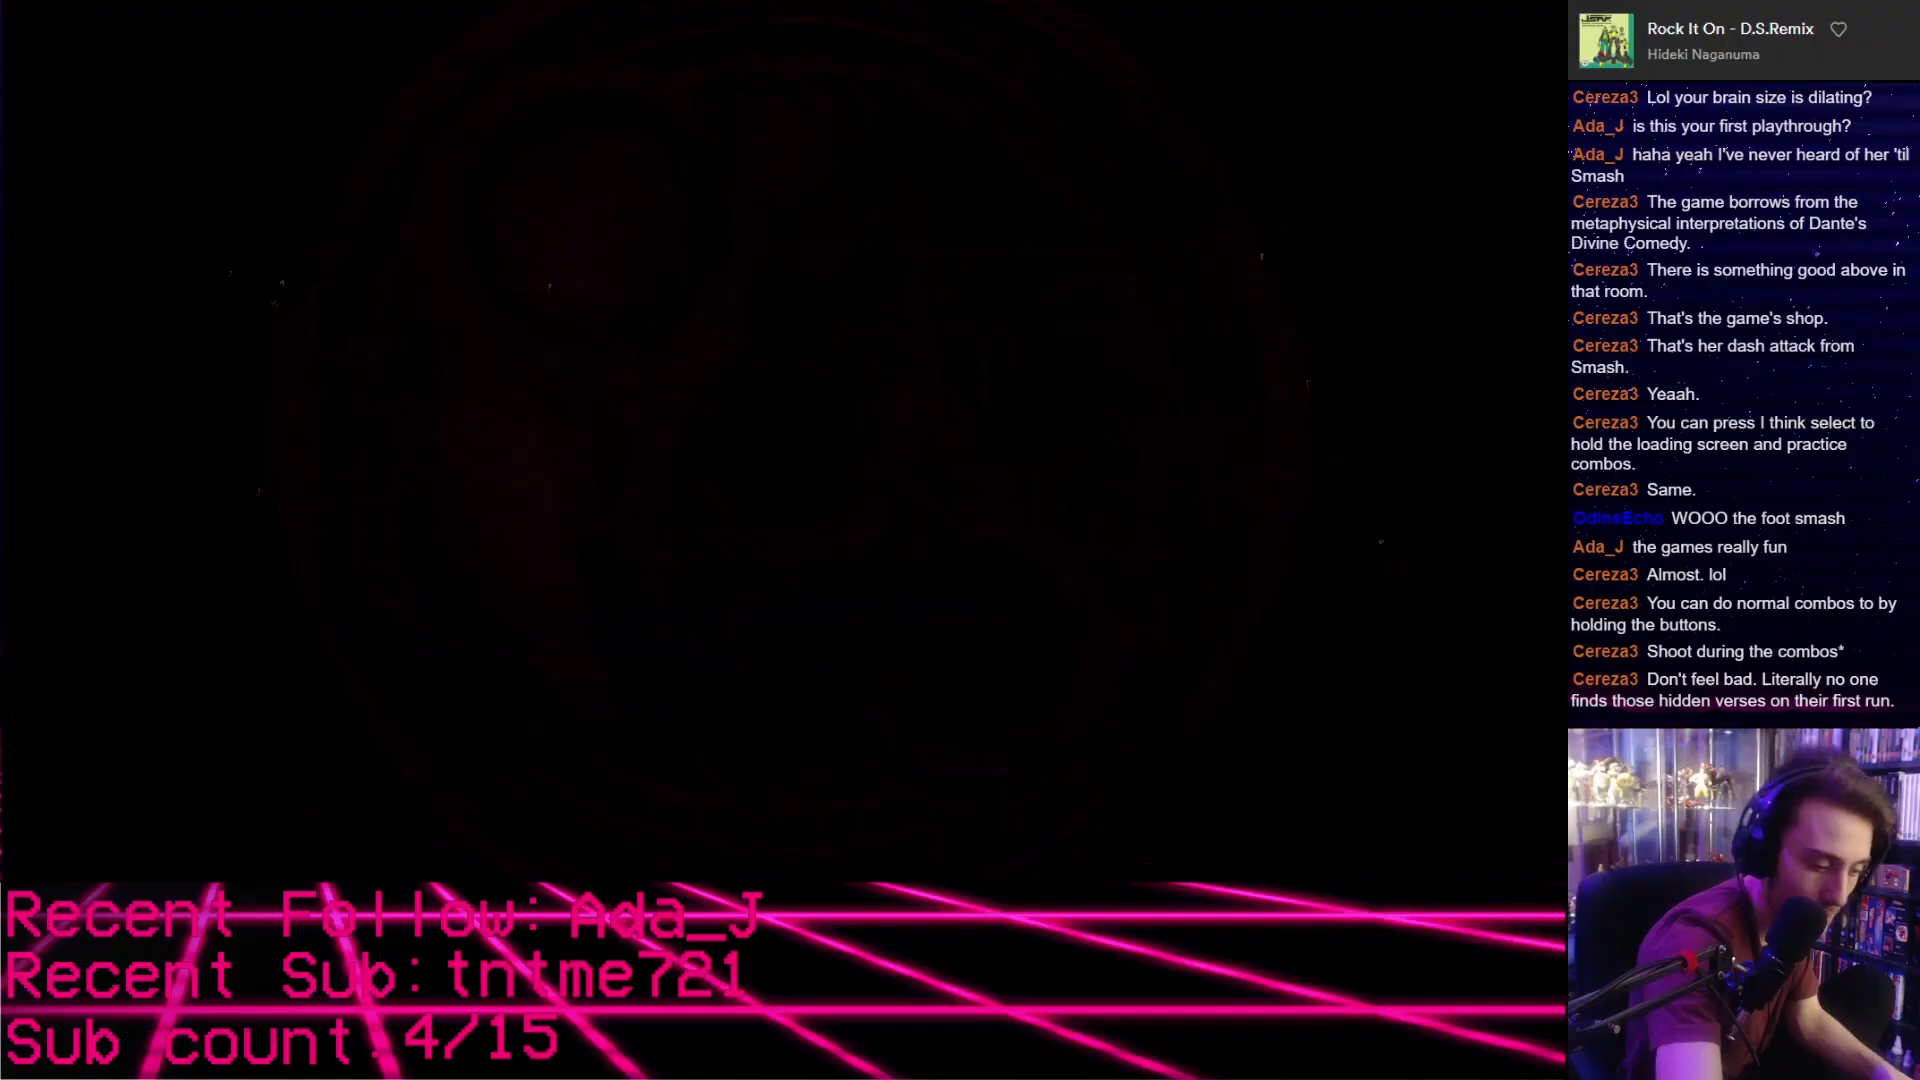 Rock It On - D.S.Remix
Hideki Naganuma
Cereza3 Lol your brain size is dilating?
Ada_J is this your first playthrough?
Ada_J haha yeah I've never heard of her 'til
Smash
Cereza3 The game borrows from the
metaphysical interpretations of Dante's
Divine Comedy.
Cereza3 There is something good above in
that room.
Cereza3 That's the game's shop.
Cereza3 That's her dash attack from
Smash.
Cereza3 Yeaah.
Cereza3 You can press I think select to
hold the loading screen and practice
combos.
Cereza3 Same.
OdinsEcho WOOO the foot smash
Ada_J the games really fun
Cereza3 Almost. lol
Cereza3 You can do normal combos to by
holding the buttons.
Cereza3 Shoot during the combos*
Cereza3 Don't feel bad. Literally no one
finds those hidden verses on their first run.
Recent Follow: Ada_J
Recent Sub: tntme721
Sub count: 4/15